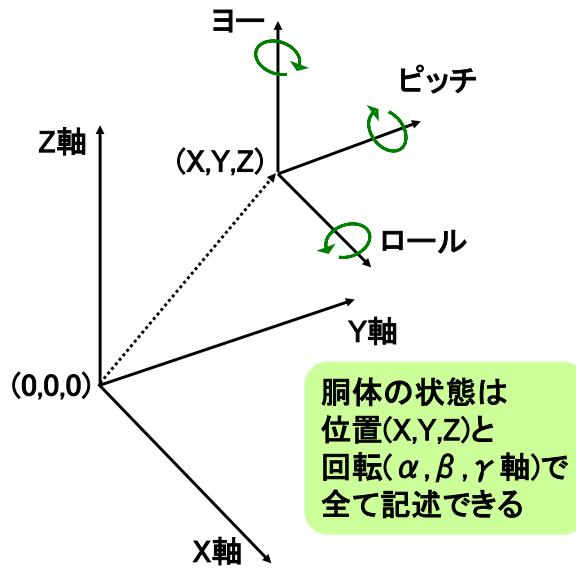 ヨー
ピッチ
Z軸
(X,Y,Z)
ロール
Y軸
(0,0,0)
胴体の状態は
位置(X,Y,Z)と
回転(α,β,γ軸)で
全て記述できる
X軸